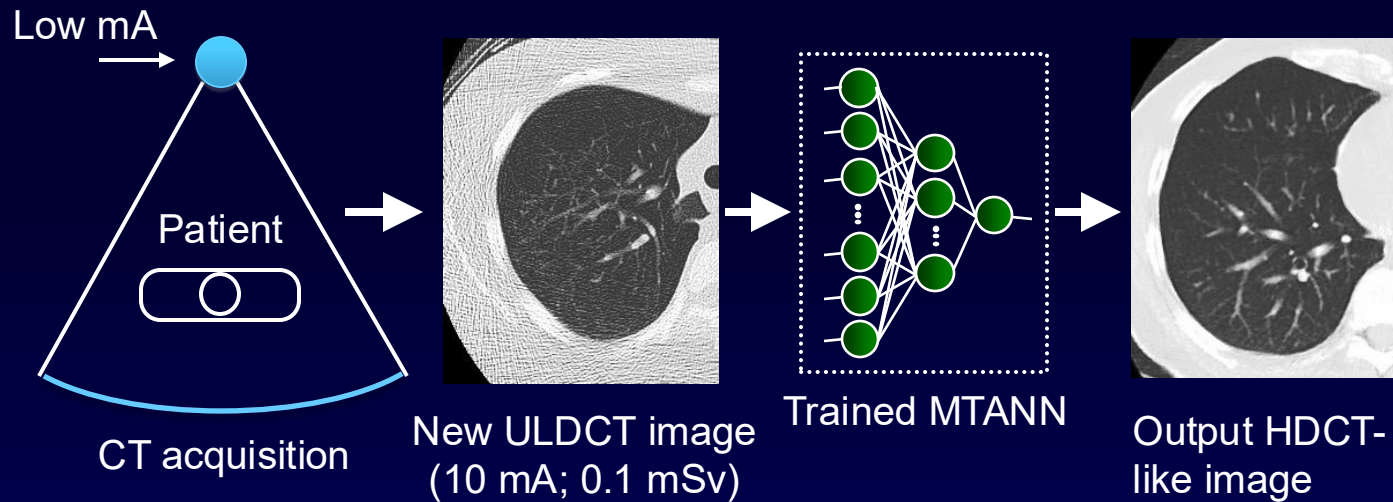 Low mA
Patient
CT acquisition
New ULDCT image
(10 mA; 0.1 mSv)
Trained MTANN
Output HDCT-
like image